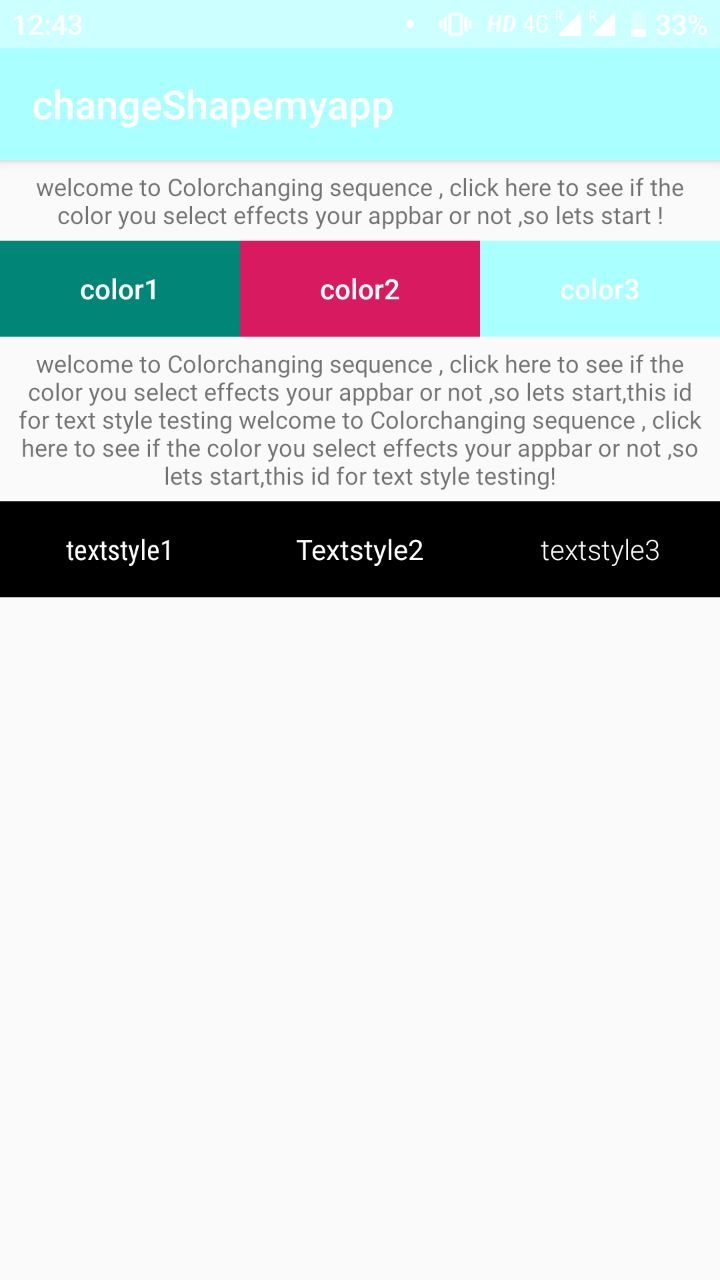 12:43 HD 4G R R 33%
changeShapemyapp
welcome to Colorchanging sequence , click here to see if the
color you select effects your appbar or not ,so lets start !
color1 color2 color3
welcome to Colorchanging sequence , click here to see if the
color you select effects your appbar or not ,so lets start,this id
for text style testing welcome to Colorchanging sequence , click
here to see if the color you select effects your appbar or not ,so
lets start,this id for text style testing!
textstyle1 Textstyle2 textstyle3